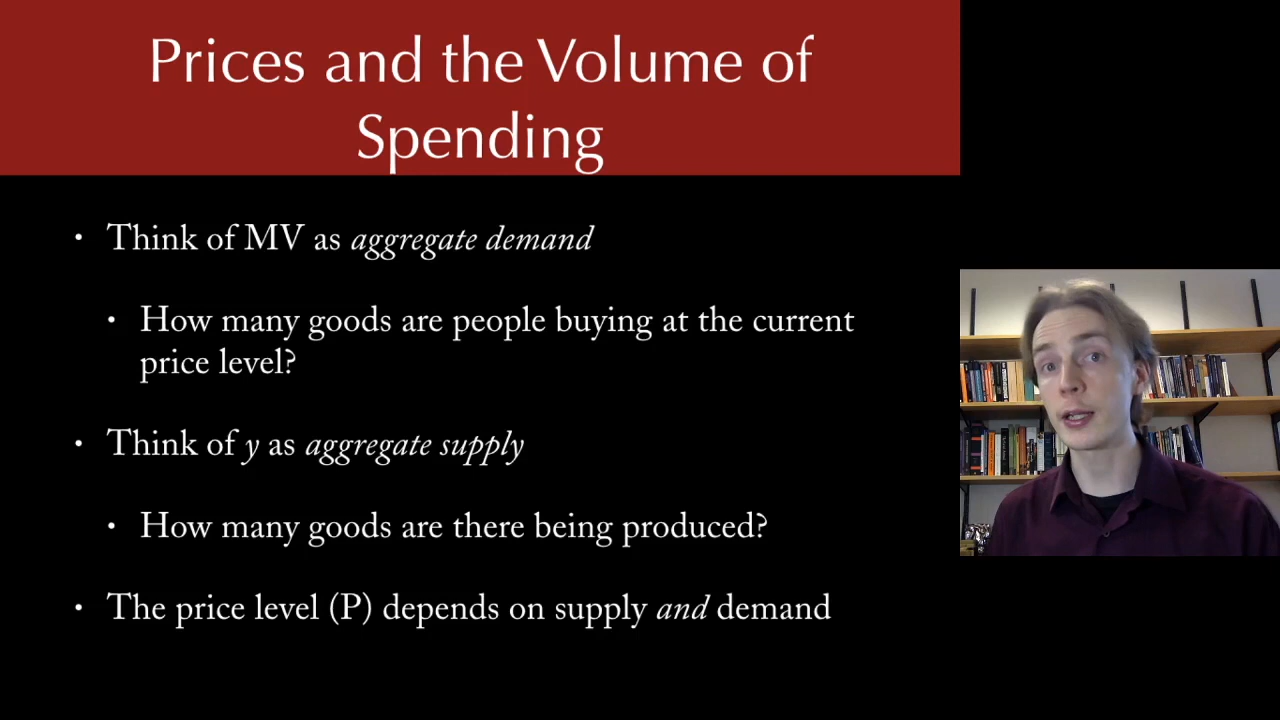 Prices and the Volume of
Spending
• Think of MV as aggregate demand
• How many goods are people buying at the current
price level?
• Think of y as aggregate supply
• How many goods are there being produced?
• The price level (P) depends on supply and demand